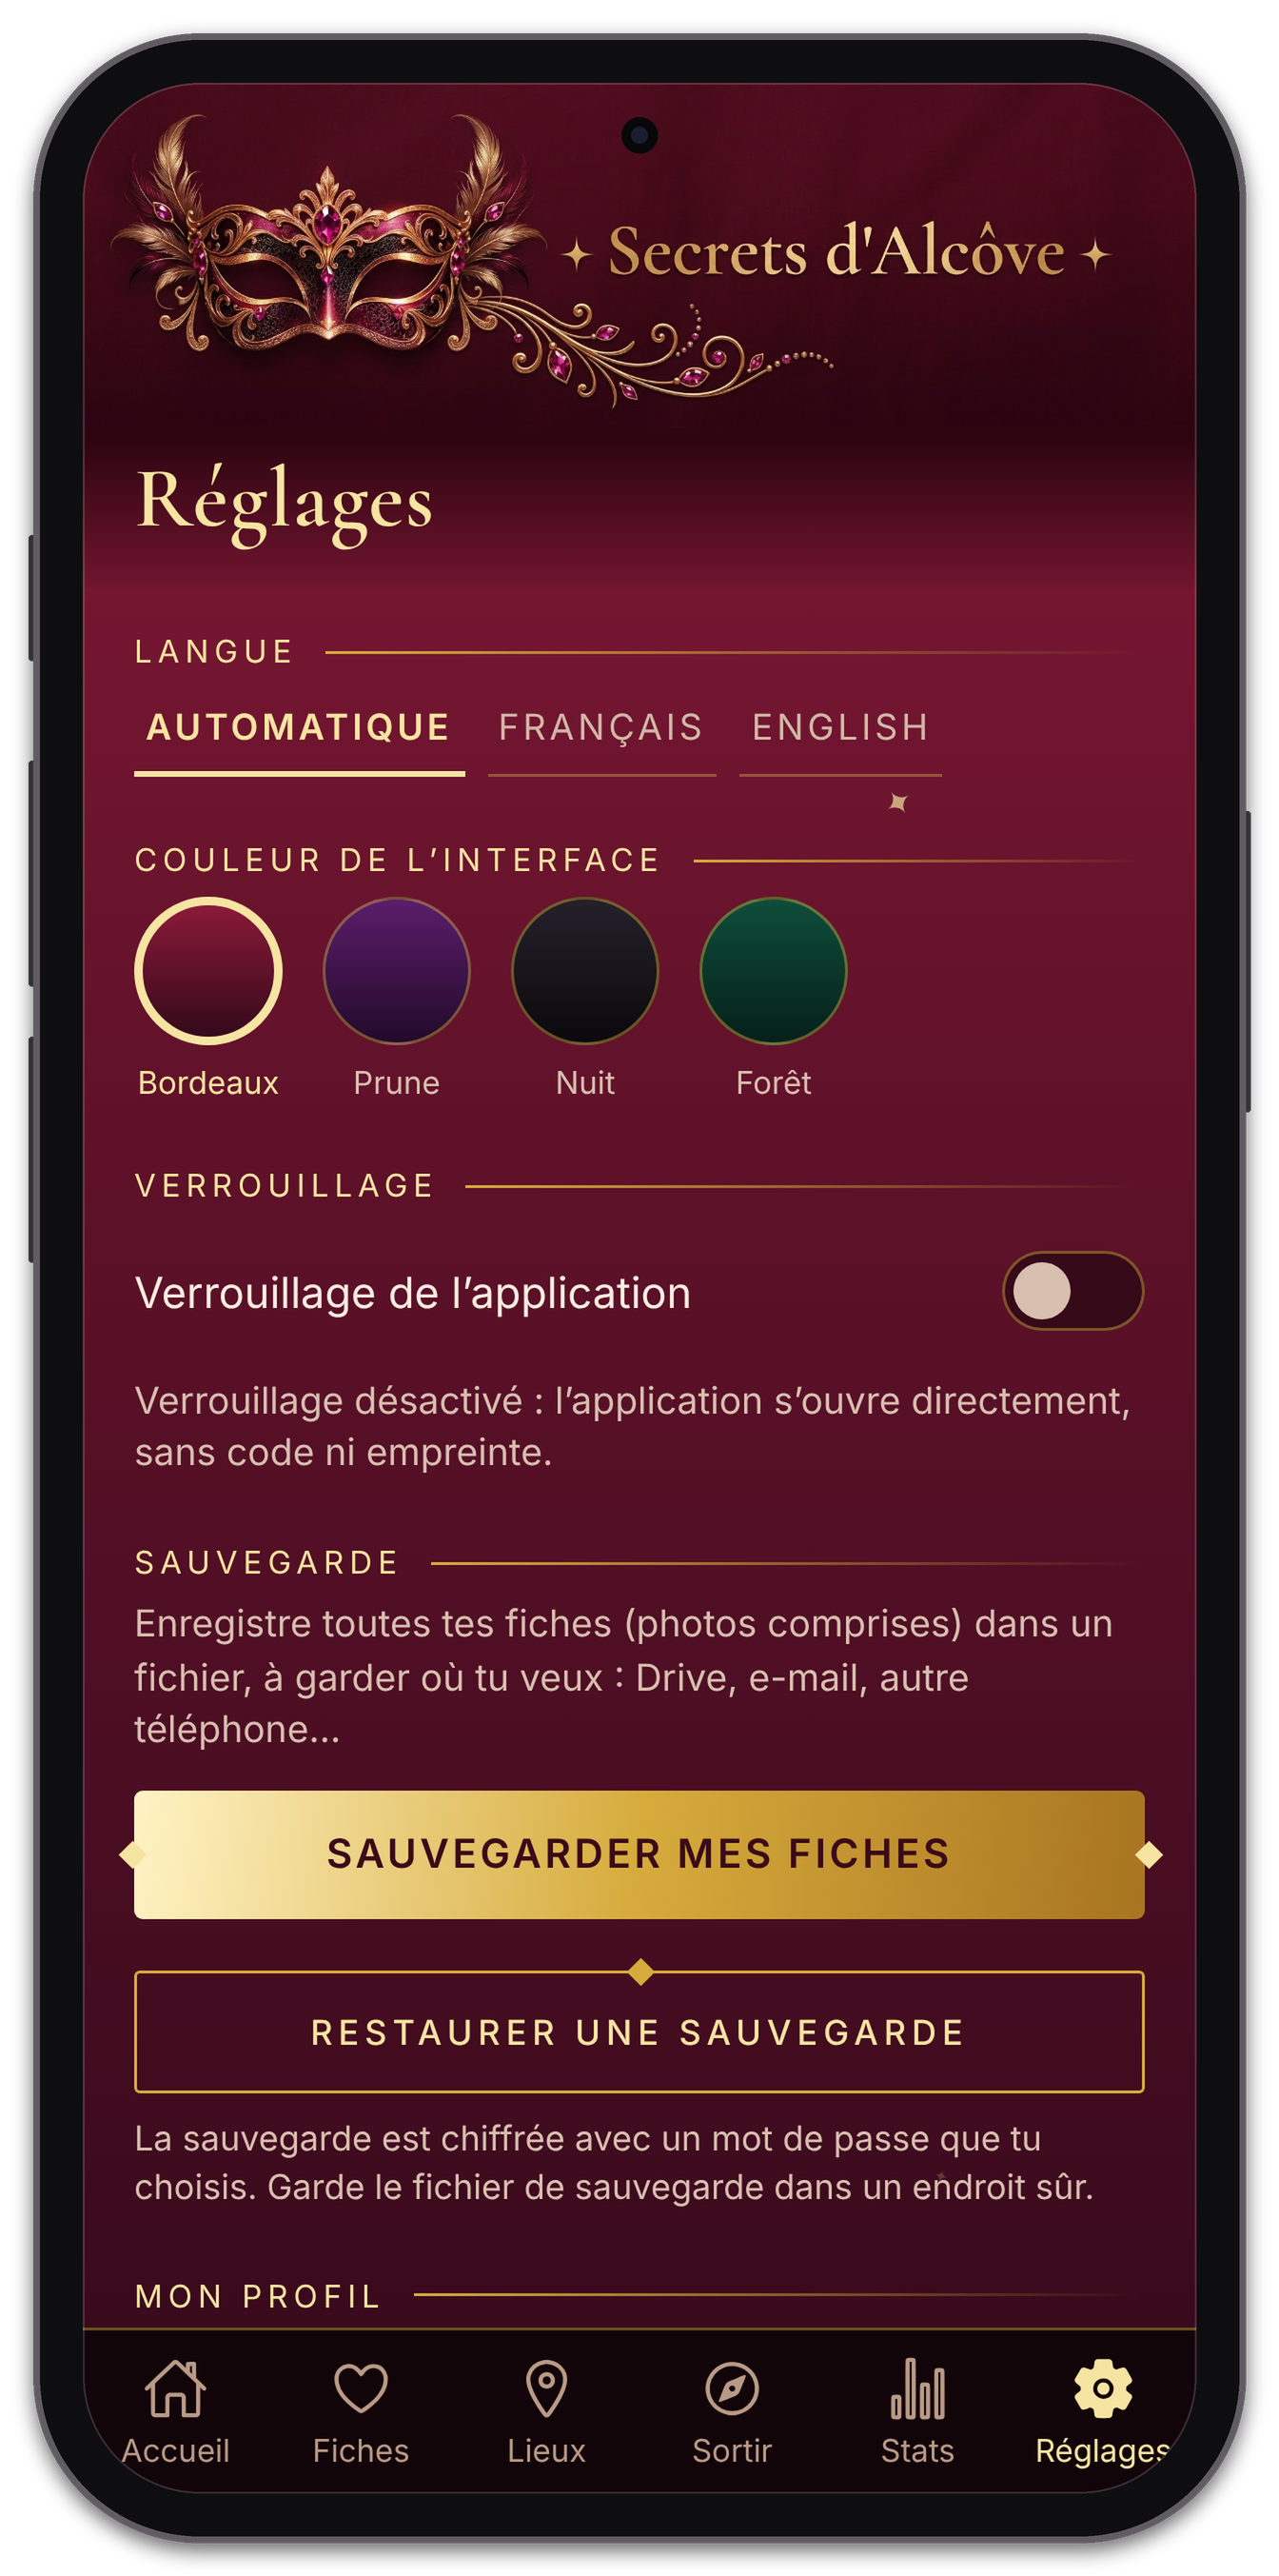 Secrets d'Alcôve
Réglages
LANGUE
AUTOMATIQUE FRANÇAIS ENGLISH
COULEUR DE L’INTERFACE
Bordeaux Prune Nuit Forêt
VERROUILLAGE
Verrouillage de l’application
Verrouillage désactivé : l’application s’ouvre directement,
sans code ni empreinte.
SAUVEGARDE
Enregistre toutes tes fiches (photos comprises) dans un
fichier, à garder où tu veux : Drive, e-mail, autre
téléphone…
SAUVEGARDER MES FICHES
RESTAURER UNE SAUVEGARDE
La sauvegarde est chiffrée avec un mot de passe que tu
choisis. Garde le fichier de sauvegarde dans un endroit sûr.
MON PROFIL
Accueil Fiches Lieux Sortir Stats Réglages